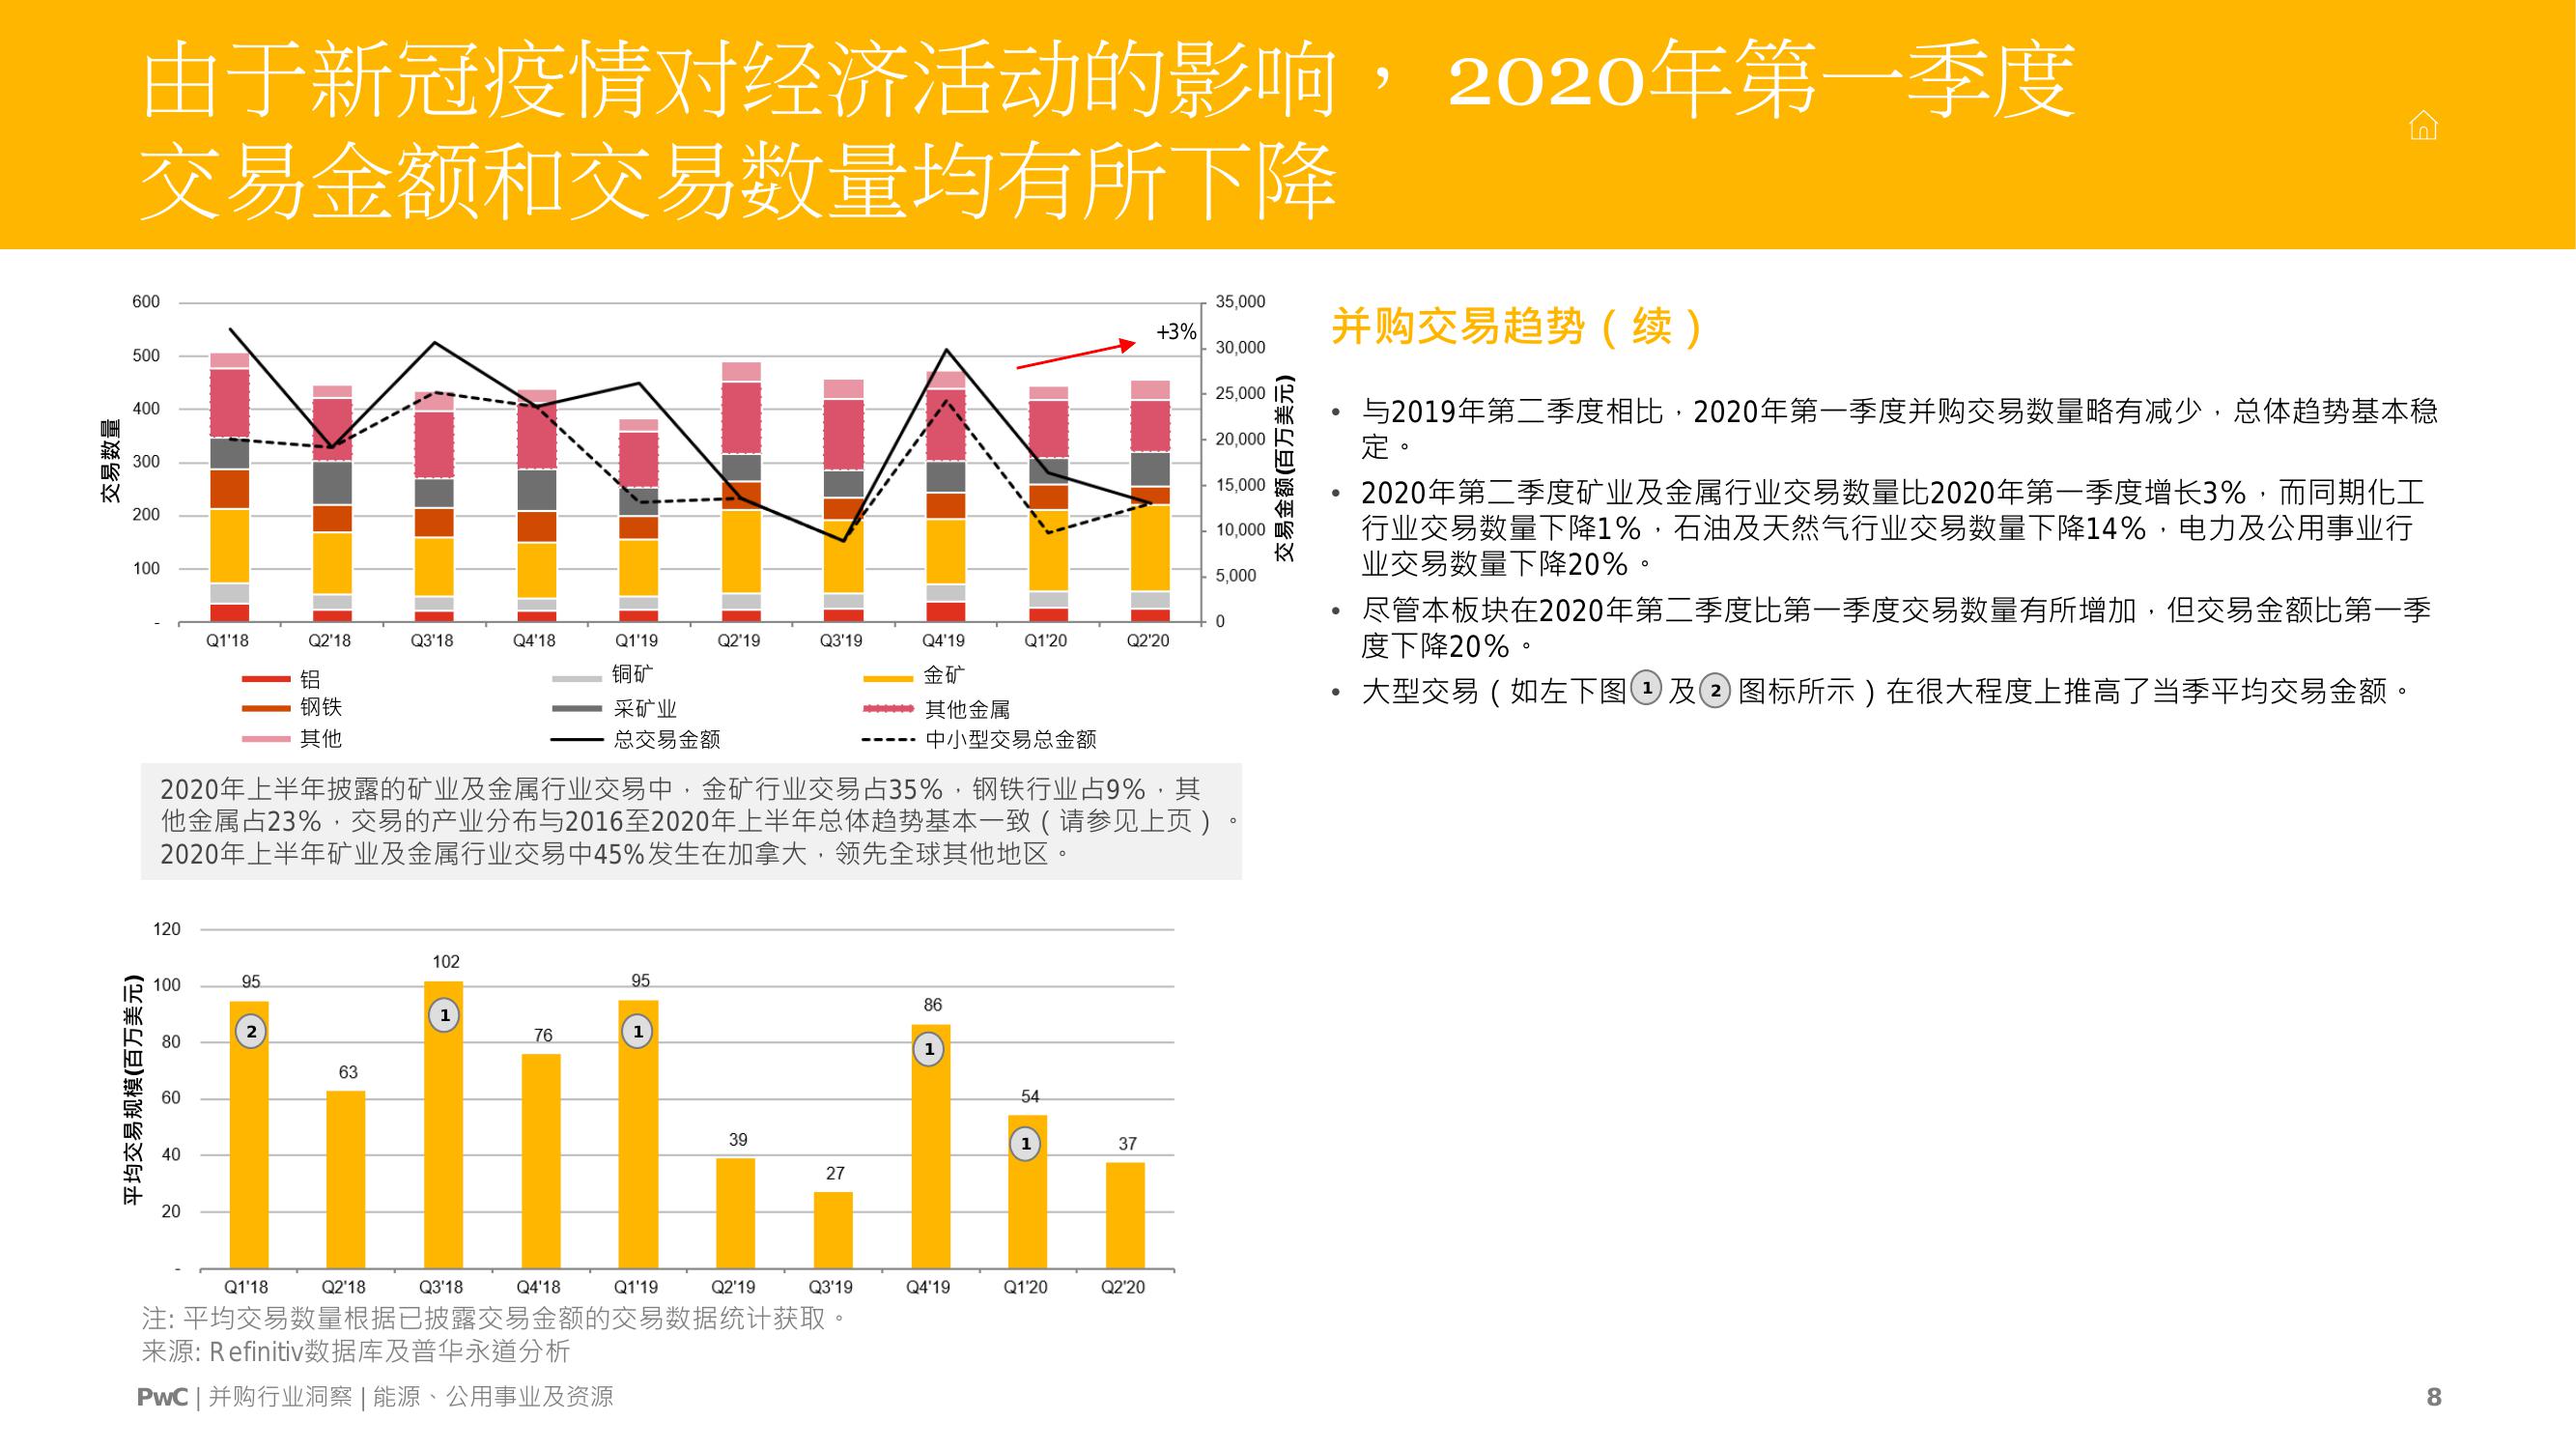 由于新冠疫情对经济活动的影响， 2020年第一季度
交易金额和交易数量均有所下降
600
500
400
300
200
100
-
交易数量
35,000
30,000
25,000
20,000
15,000
10,000
5,000
0
交易金额(百万美元)
+3%
Q1'18 Q2'18 Q3'18 Q4'18 Q1'19 Q2'19 Q3'19 Q4'19 Q1'20 Q2'20
铝 铜矿 金矿
钢铁 采矿业 其他金属
其他 总交易金额 中小型交易总金额
2020年上半年披露的矿业及金属行业交易中，金矿行业交易占35%，钢铁行业占9%，其
他金属占23%，交易的产业分布与2016至2020年上半年总体趋势基本一致（请参见上页）。
2020年上半年矿业及金属行业交易中45%发生在加拿大，领先全球其他地区。
120
100
80
60
40
20
-
平均交易规模(百万美元)
95 63 102 76 95 39 27 86 54 37
2 1 1 1 1
Q1'18 Q2'18 Q3'18 Q4'18 Q1'19 Q2'19 Q3'19 Q4'19 Q1'20 Q2'20
注: 平均交易数量根据已披露交易金额的交易数据统计获取。
来源: Refinitiv数据库及普华永道分析
并购交易趋势（续）
• 与2019年第二季度相比，2020年第一季度并购交易数量略有减少，总体趋势基本稳
定。
• 2020年第二季度矿业及金属行业交易数量比2020年第一季度增长3%，而同期化工
行业交易数量下降1%，石油及天然气行业交易数量下降14%，电力及公用事业行
业交易数量下降20%。
• 尽管本板块在2020年第二季度比第一季度交易数量有所增加，但交易金额比第一季
度下降20%。
• 大型交易（如左下图 1 及 2 图标所示）在很大程度上推高了当季平均交易金额。
PwC | 并购行业洞察 | 能源、公用事业及资源
8